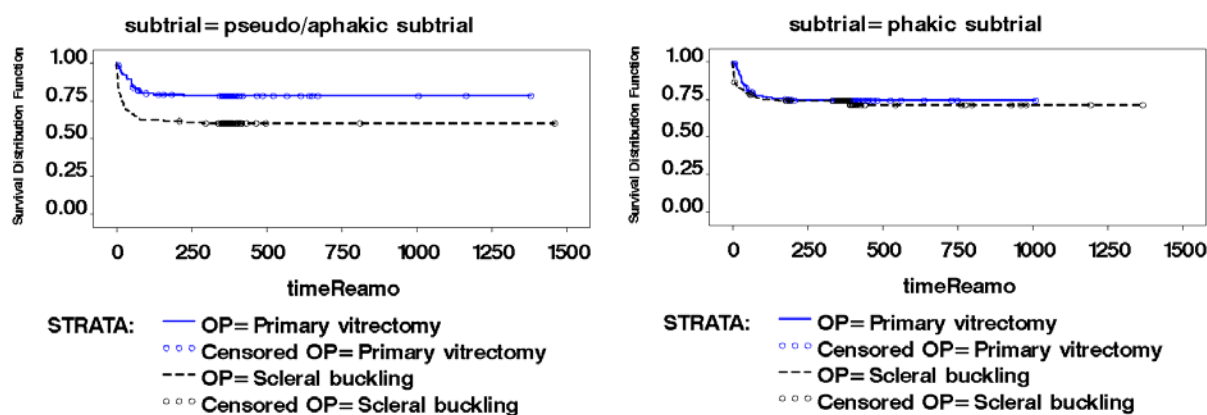 subtrial= pseudo/aphakic subtrial
Survival Distribution Function
1.00
0.75
0.50
0.25
0.00
0 250 500 750 1000 1250 1500
timeReamo
STRATA: OP= Primary vitrectomy
Censored OP= Primary vitrectomy
OP= Scleral buckling
Censored OP= Scleral buckling
subtrial= phakic subtrial
Survival Distribution Function
1.00
0.75
0.50
0.25
0.00
0 250 500 750 1000 1250 1500
timeReamo
STRATA: OP= Primary vitrectomy
Censored OP= Primary vitrectomy
OP= Scleral buckling
Censored OP= Scleral buckling